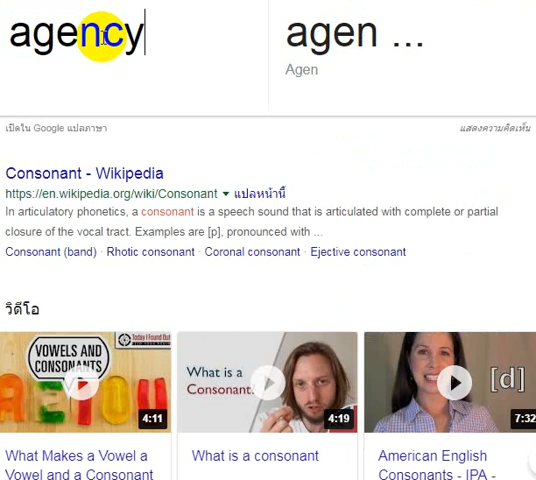 agency
agen ...
Agen
เปิดใน Google แปลภาษา
แสดงความคิดเห็น
Consonant - Wikipedia
https://en.wikipedia.org/wiki/Consonant ▼ แปลหน้านี้
In articulatory phonetics, a consonant is a speech sound that is articulated with complete or partial
closure of the vocal tract. Examples are [p], pronounced with ...
Consonant (band) · Rhotic consonant · Coronal consonant · Ejective consonant
วิดีโอ
VOWELS AND
CONSONANTS
Today I Found Out
4:11
What is a
Consonant?
4:19
[d]
7:32
What Makes a Vowel a
Vowel and a Consonant
What is a consonant
American English
Consonants - IPA -